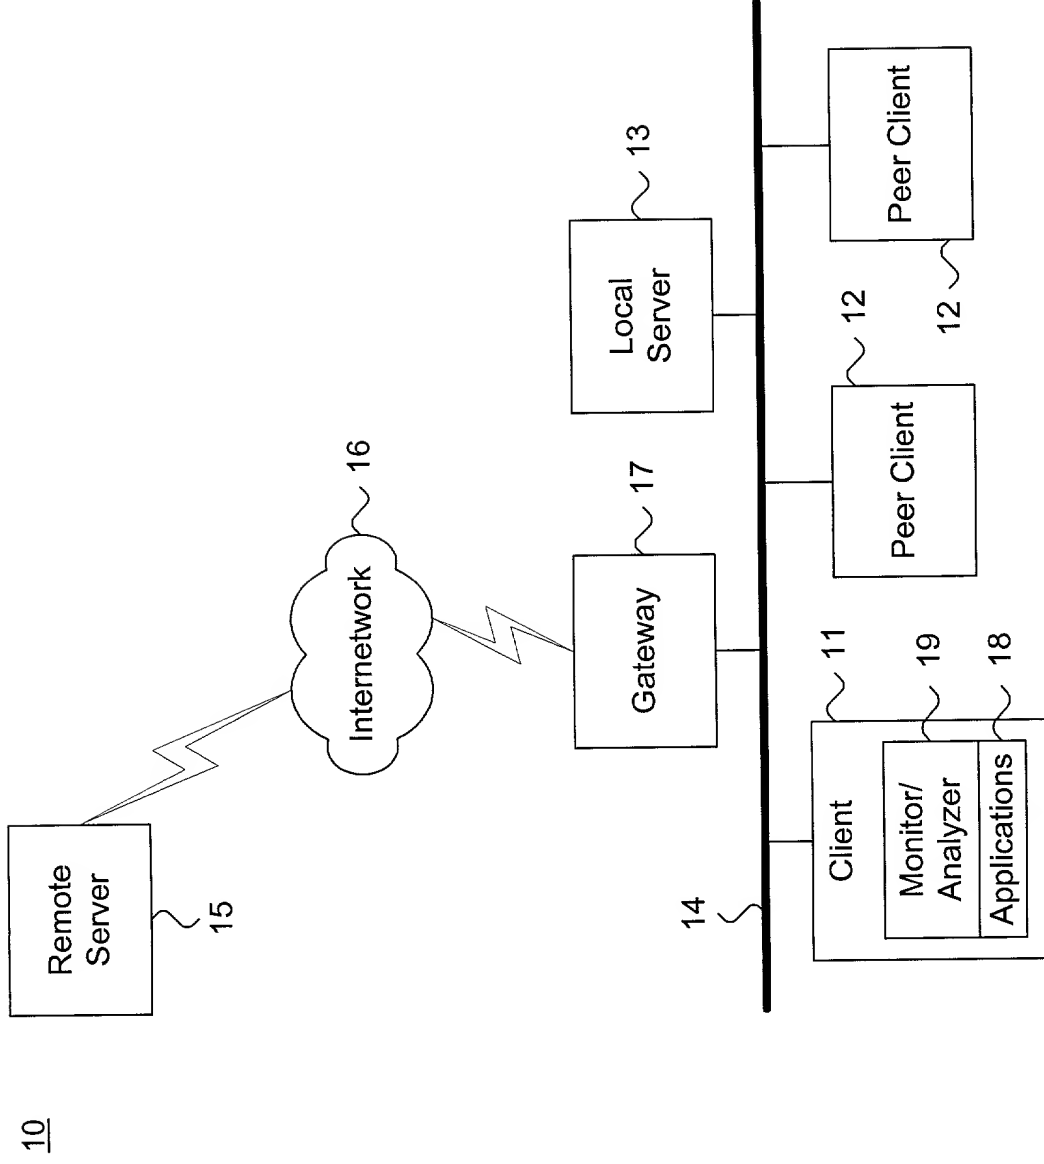 10
Remote
Server
15
Internetwork
16
Gateway
17
Local
Server
13
14
Client
11
Monitor/
Analyzer
19
Applications
18
Peer Client
12
Peer Client
12